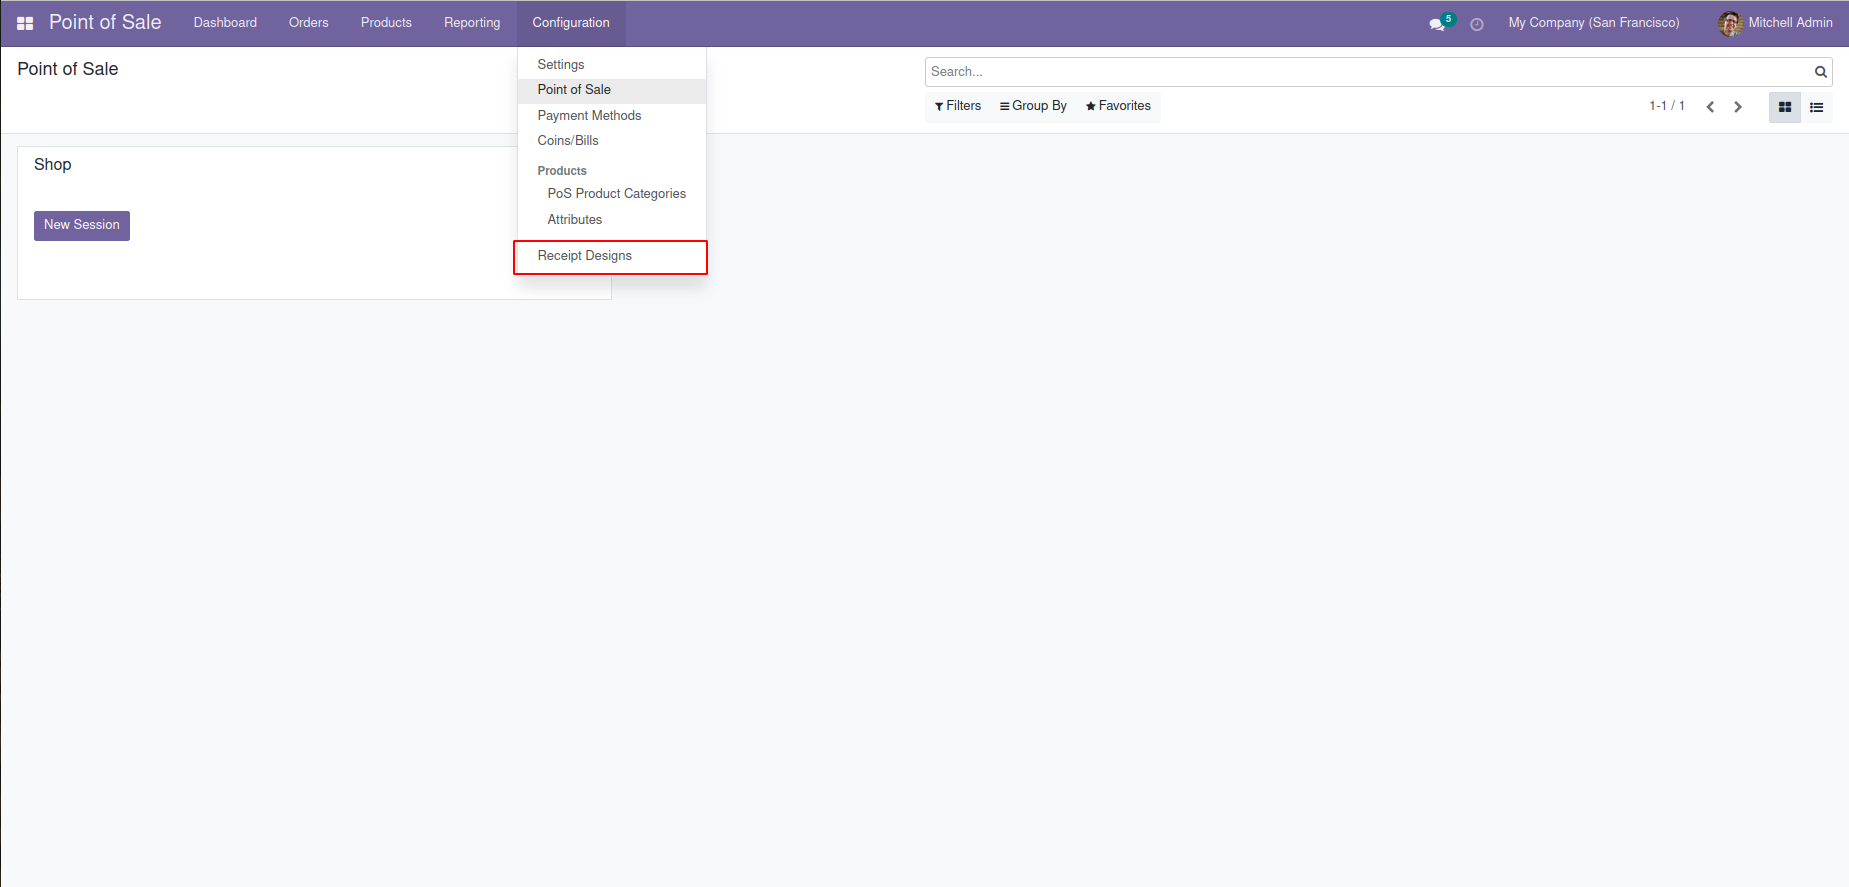 Point of Sale Dashboard Orders Products Reporting Configuration 5 My Company (San Francisco) Mitchell Admin
Point of Sale
Search...
Filters Group By Favorites 1-1 / 1
Settings
Point of Sale
Payment Methods
Coins/Bills
Products
PoS Product Categories
Attributes
Receipt Designs
Shop
New Session